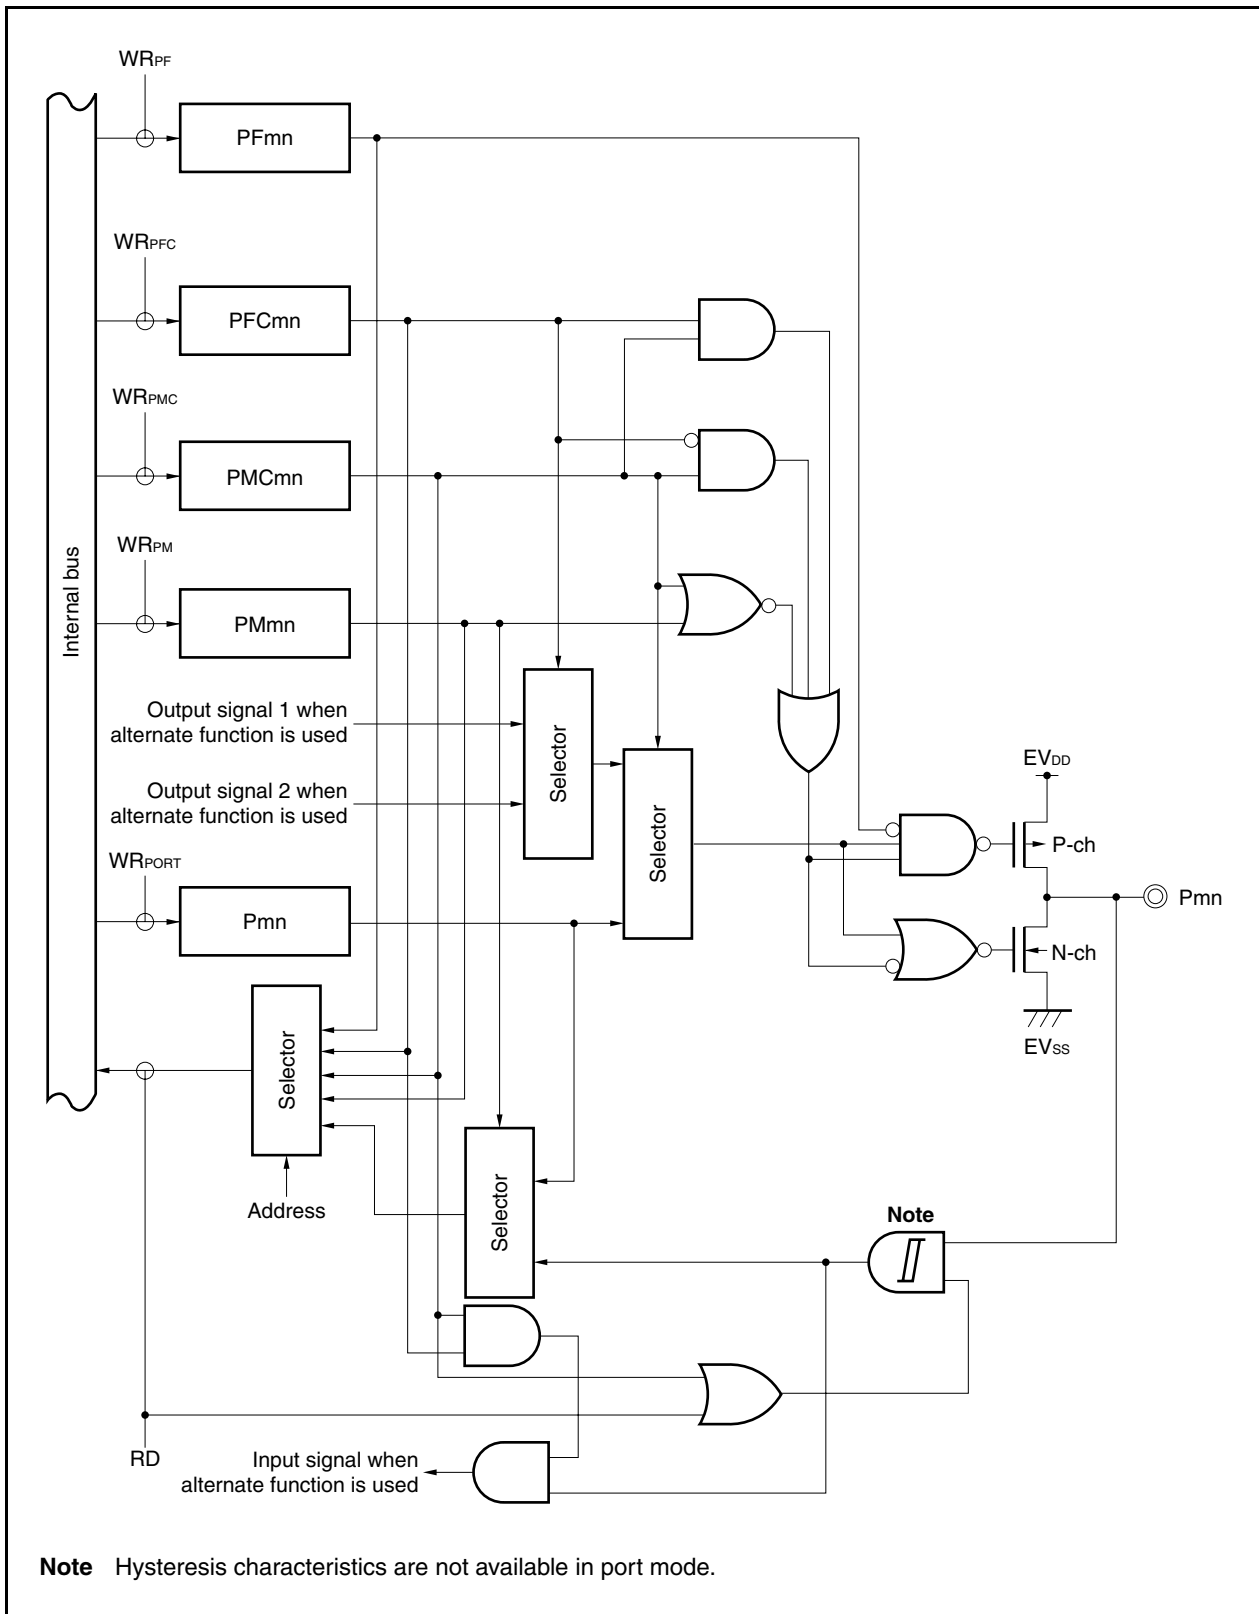 WRPF
PFmn
WRPFC
PFCmn
WRPMC
PMCmn
WRPM
PMmn
Internal bus
Output signal 1 when
alternate function is used
Output signal 2 when
alternate function is used
Selector
Selector
WRPORT
Pmn
EVDD
P-ch
Pmn
N-ch
EVSS
Selector
Address
Selector
Note
RD
Input signal when
alternate function is used
Note Hysteresis characteristics are not available in port mode.